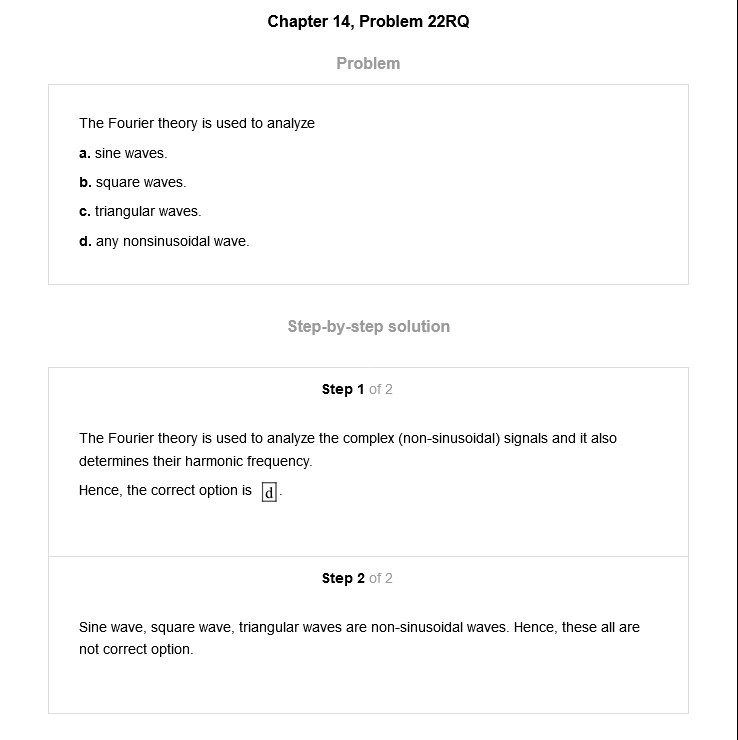 Chapter 14, Problem 22RQ
Problem
The Fourier theory is used to analyze
a. sine waves.
b. square waves.
c. triangular waves.
d. any nonsinusoidal wave.
Step-by-step solution
Step 1 of 2
The Fourier theory is used to analyze the complex (non-sinusoidal) signals and it also
determines their harmonic frequency.
Hence, the correct option is d.
Step 2 of 2
Sine wave, square wave, triangular waves are non-sinusoidal waves. Hence, these all are
not correct option.